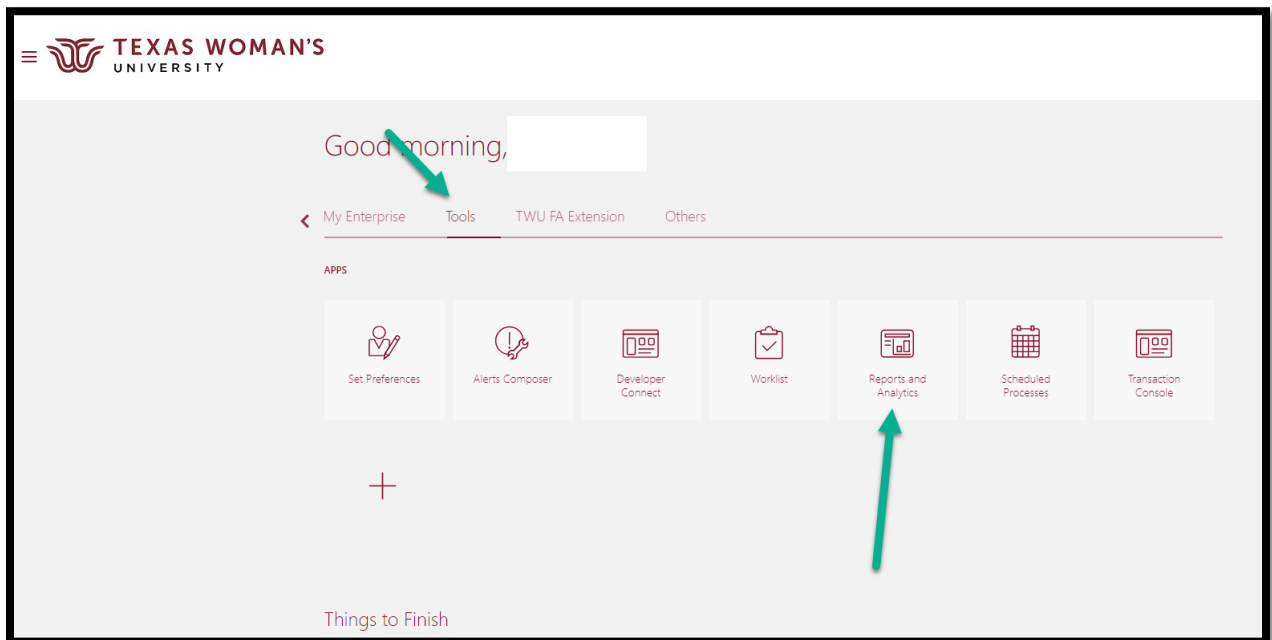 TEXAS WOMAN'S
UNIVERSITY
Good morning,
My Enterprise Tools TWU FA Extension Others
APPS
Set Preferences
Alerts Composer
Developer
Connect
Worklist
Reports and
Analytics
Scheduled
Processes
Transaction
Console
Things to Finish